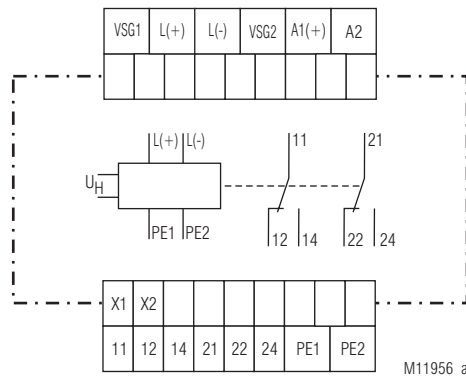 VSG1 L(+) L(-) VSG2 A1(+) A2
L(+) L(-) 11 21
UH
PE1 PE2 12 14 22 24
X1 X2
11 12 14 21 22 24 PE1 PE2
M11956_a